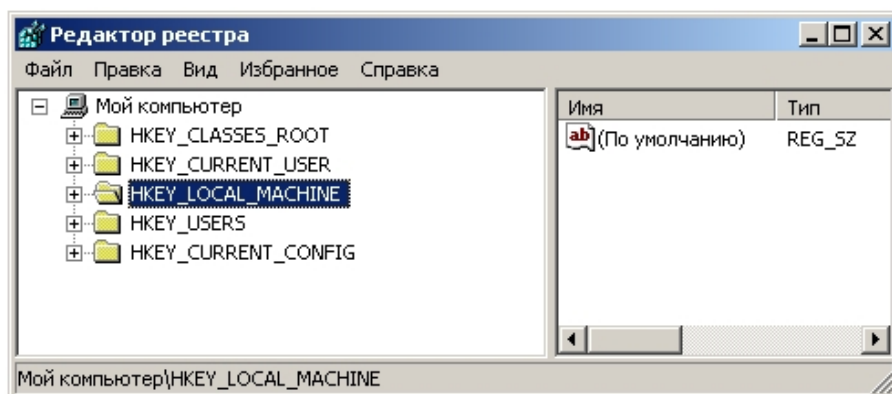 Редактор реестра
Файл Правка Вид Избранное Справка
Мой компьютер
HKEY_CLASSES_ROOT
HKEY_CURRENT_USER
HKEY_LOCAL_MACHINE
HKEY_USERS
HKEY_CURRENT_CONFIG
Имя Тип
ab (По умолчанию) REG_SZ
Мой компьютер\HKEY_LOCAL_MACHINE